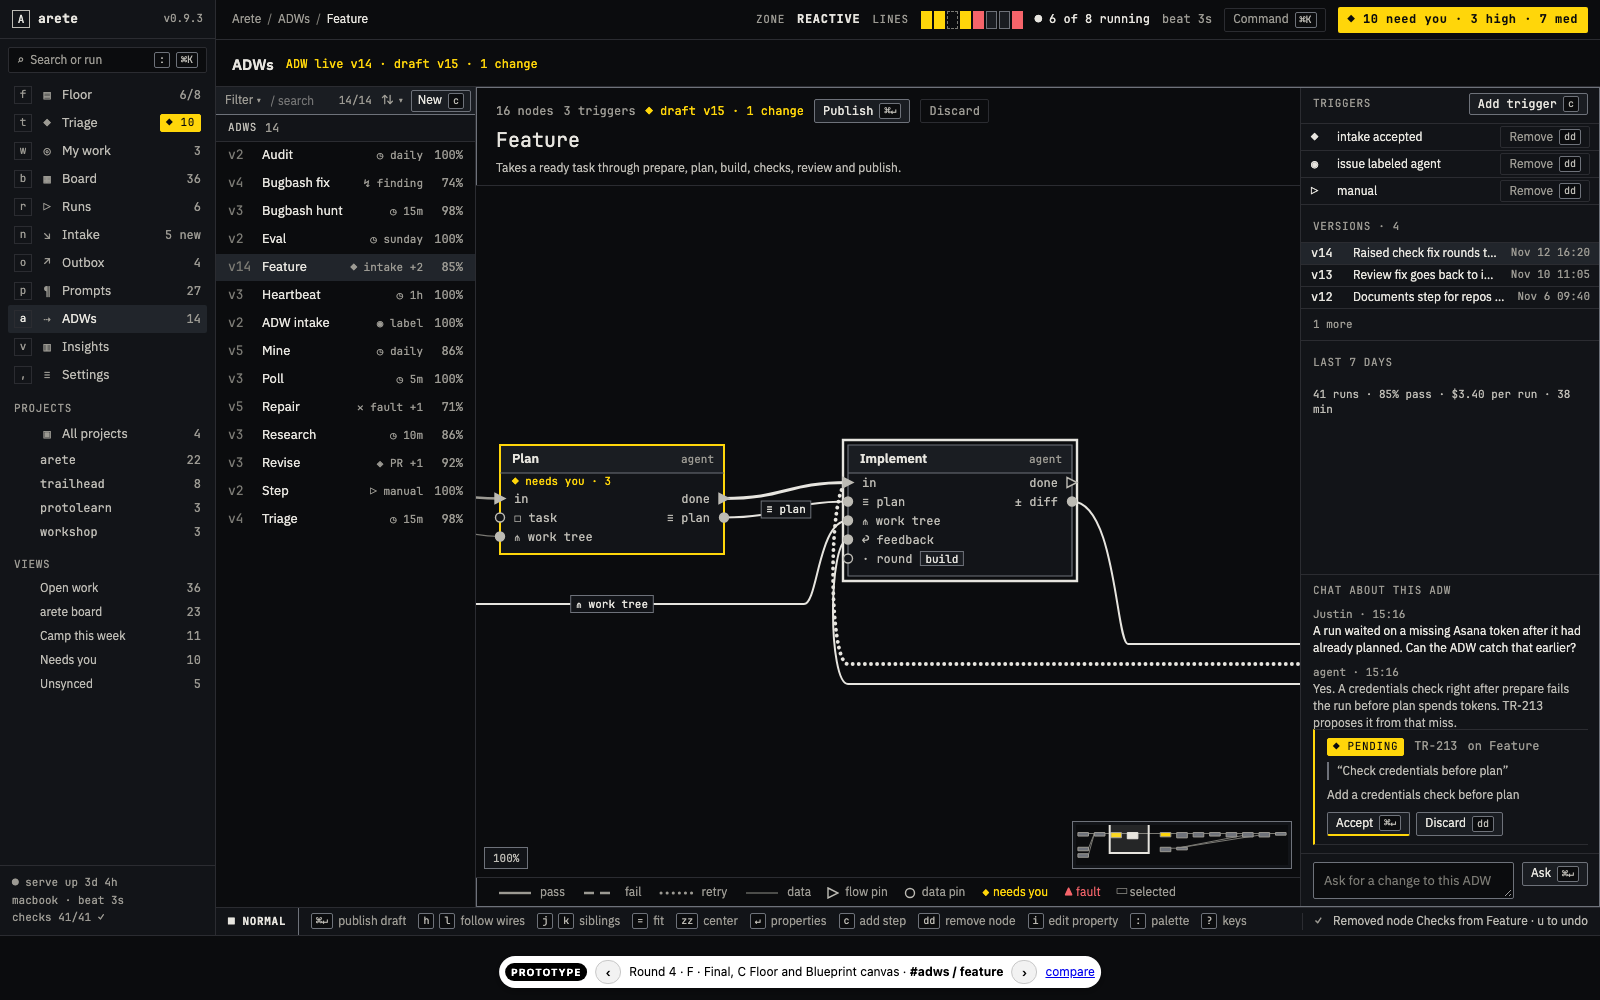 A arete v0.9.3
Arete / ADWs / Feature
ZONE REACTIVE LINES 6 of 8 running beat 3s Command ⌘K ◆ 10 need you · 3 high · 7 med
Search or run : ⌘K
f Floor 6/8
t Triage ◆ 10
w My work 3
b Board 36
r Runs 6
n Intake 5 new
o Outbox 4
p Prompts 27
a ADWs 14
v Insights
, Settings
PROJECTS
All projects 4
arete 22
trailhead 8
protolearn 3
workshop 3
VIEWS
Open work 36
arete board 23
Camp this week 11
Needs you 10
Unsynced 5
serve up 3d 4h
macbook · beat 3s
checks 41/41 ✓
ADWs ADW live v14 · draft v15 · 1 change
Filter / search 14/14 New c
ADWS 14
v2 Audit daily 100%
v4 Bugbash fix finding 74%
v3 Bugbash hunt 15m 98%
v2 Eval sunday 100%
v14 Feature ◆ intake +2 85%
v3 Heartbeat 1h 100%
v2 ADW intake label 100%
v5 Mine daily 86%
v3 Poll 5m 100%
v5 Repair × fault +1 71%
v3 Research 10m 86%
v3 Revise ◆ PR +1 92%
v2 Step ▷ manual 100%
v4 Triage 15m 98%
16 nodes 3 triggers ◆ draft v15 · 1 change Publish ⌘↵ Discard
Feature
Takes a ready task through prepare, plan, build, checks, review and publish.
Plan agent
◆ needs you · 3
in done
task ≡ plan
work tree
≡ plan
work tree
Implement agent
in done
≡ plan ± diff
work tree
feedback
· round build
100%
pass fail retry data flow pin data pin ◆ needs you fault selected
TRIGGERS Add trigger c
◆ intake accepted Remove dd
issue labeled agent Remove dd
▷ manual Remove dd
VERSIONS · 4
v14 Raised check fix rounds t... Nov 12 16:20
v13 Review fix goes back to i... Nov 10 11:05
v12 Documents step for repos ... Nov 6 09:40
1 more
LAST 7 DAYS
41 runs · 85% pass · $3.40 per run · 38
min
CHAT ABOUT THIS ADW
Justin · 15:16
A run waited on a missing Asana token after it had
already planned. Can the ADW catch that earlier?
agent · 15:16
Yes. A credentials check right after prepare fails
the run before plan spends tokens. TR-213
proposes it from that miss.
◆ PENDING TR-213 on Feature
“Check credentials before plan”
Add a credentials check before plan
Accept ⌘↵ Discard dd
Ask for a change to this ADW Ask ⌘↵
NORMAL ⌘↵ publish draft h l follow wires j k siblings = fit zz center ↵ properties c add step dd remove node i edit property : palette ? keys
✓ Removed node Checks from Feature · u to undo
PROTOTYPE ‹ Round 4 · F · Final, C Floor and Blueprint canvas · #adws / feature › compare